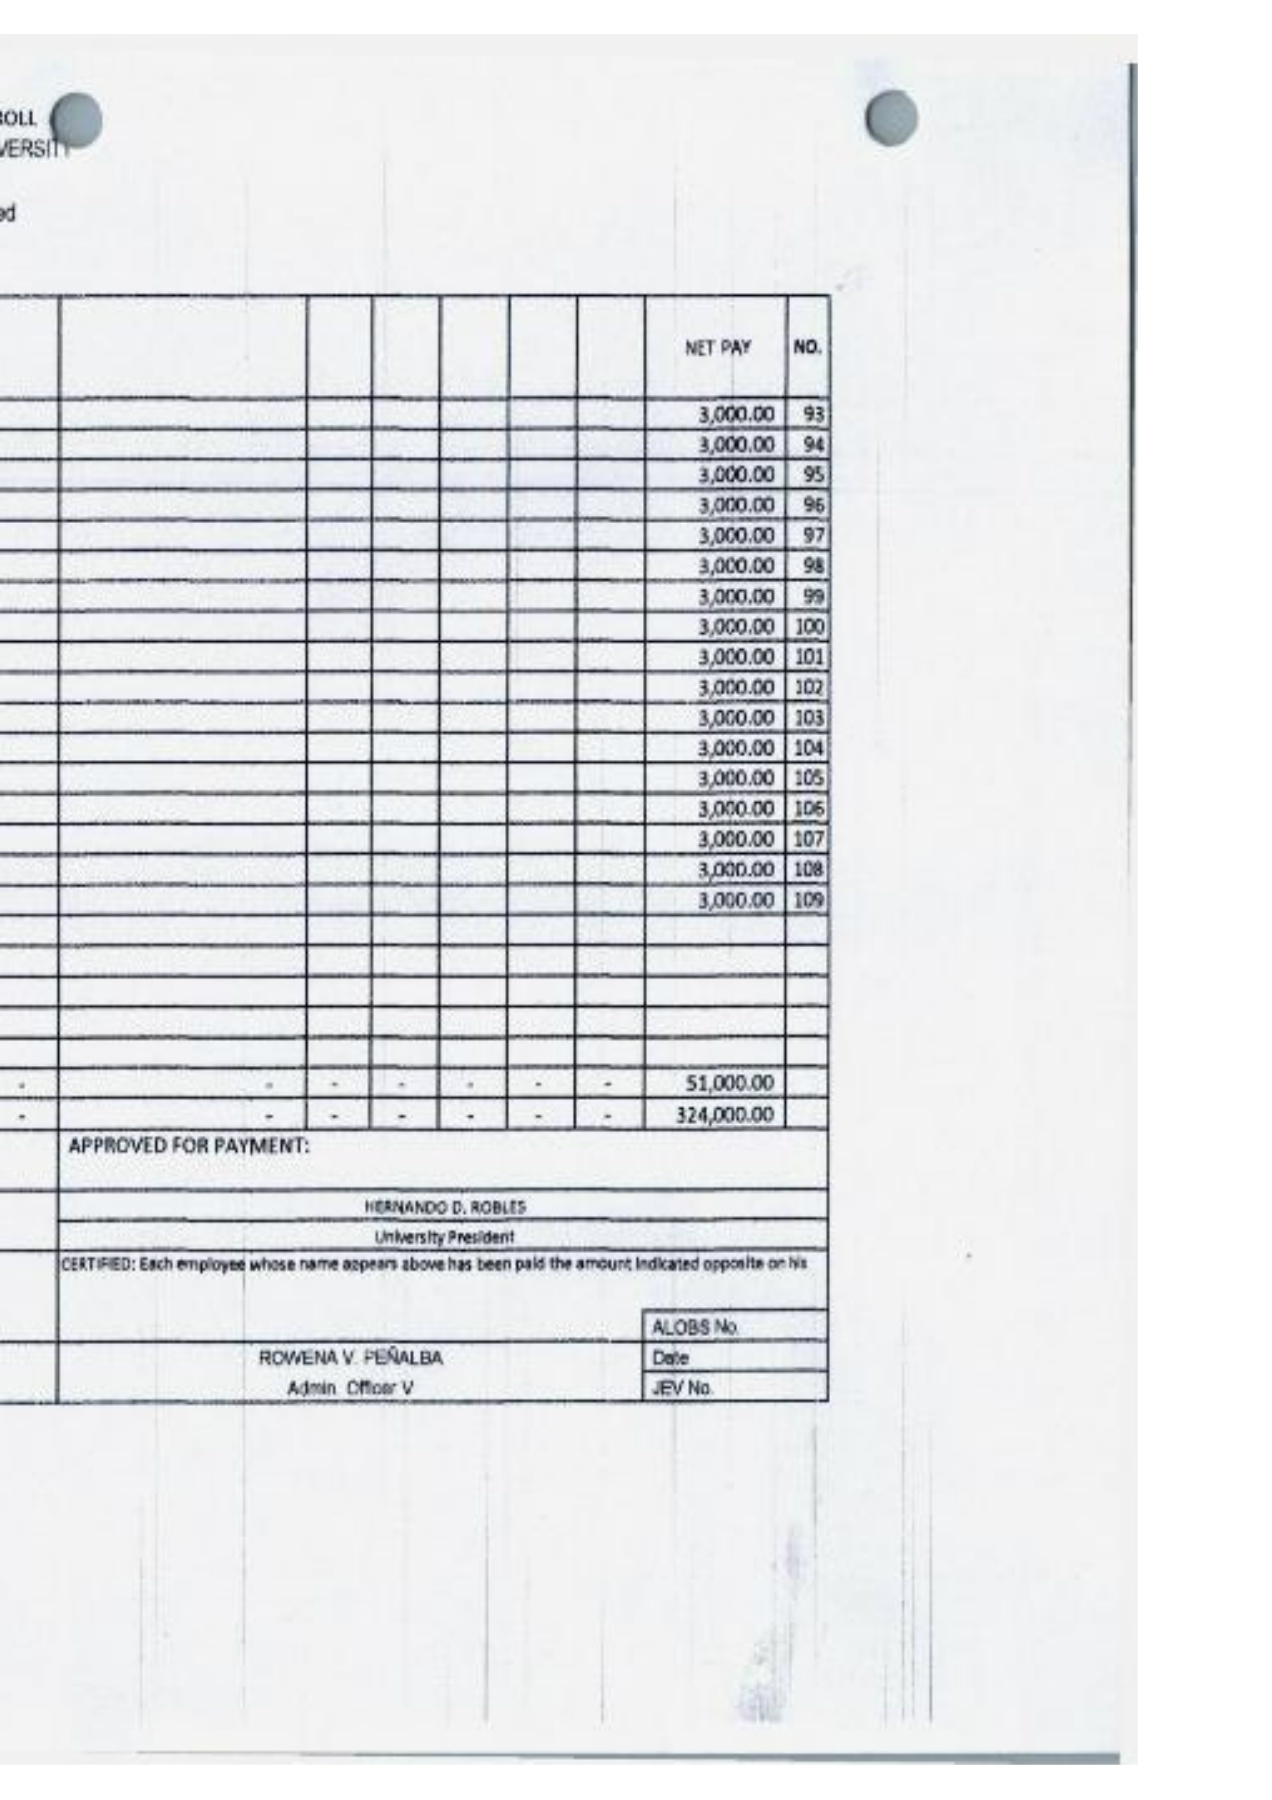 ROLL
VERSITY
ed
NET PAY NO.
3,000.00 93
3,000.00 94
3,000.00 95
3,000.00 96
3,000.00 97
3,000.00 98
3,000.00 99
3,000.00 100
3,000.00 101
3,000.00 102
3,000.00 103
3,000.00 104
3,000.00 105
3,000.00 106
3,000.00 107
3,000.00 108
3,000.00 109
- - - - - - - 51,000.00
- - - - - - - 324,000.00
APPROVED FOR PAYMENT:
HERNANDO D. ROBLES
University President
CERTIFIED: Each employee whose name appears above has been paid the amount indicated opposite on his
ALOBS No.
ROWENA V. PEÑALBA Date
Admin. Officer V JEV No.